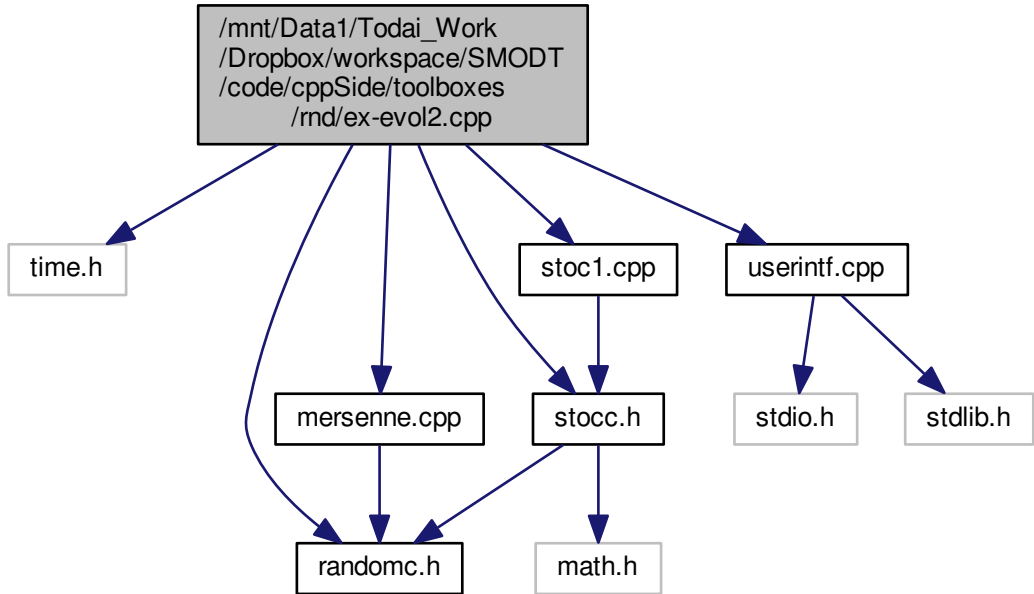 /mnt/Data1/Todai_Work
/Dropbox/workspace/SMODT
/code/cppSide/toolboxes
/rnd/ex-evol2.cpp
time.h
stoc1.cpp
userintf.cpp
mersenne.cpp
stocc.h
stdio.h
stdlib.h
randomc.h
math.h